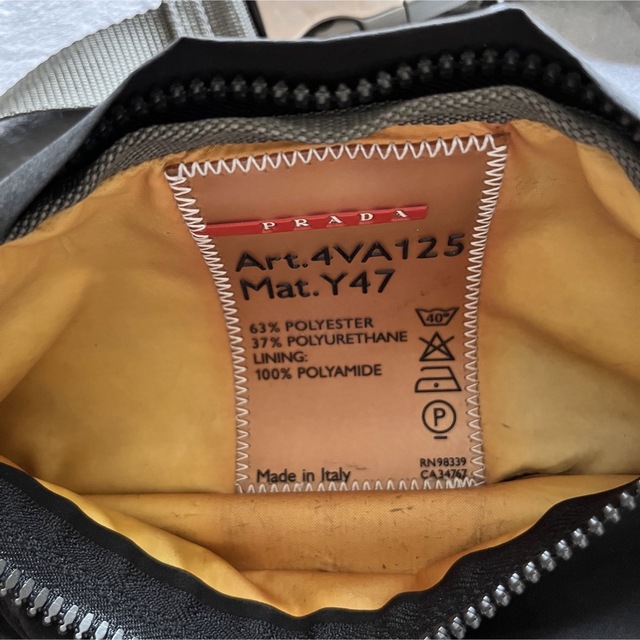 PRADA
Art.4VA125
Mat.Y47
63% POLYESTER
37% POLYURETHANE
LINING:
100% POLYAMIDE
40°
P
Made in Italy
RN98339
CA34767